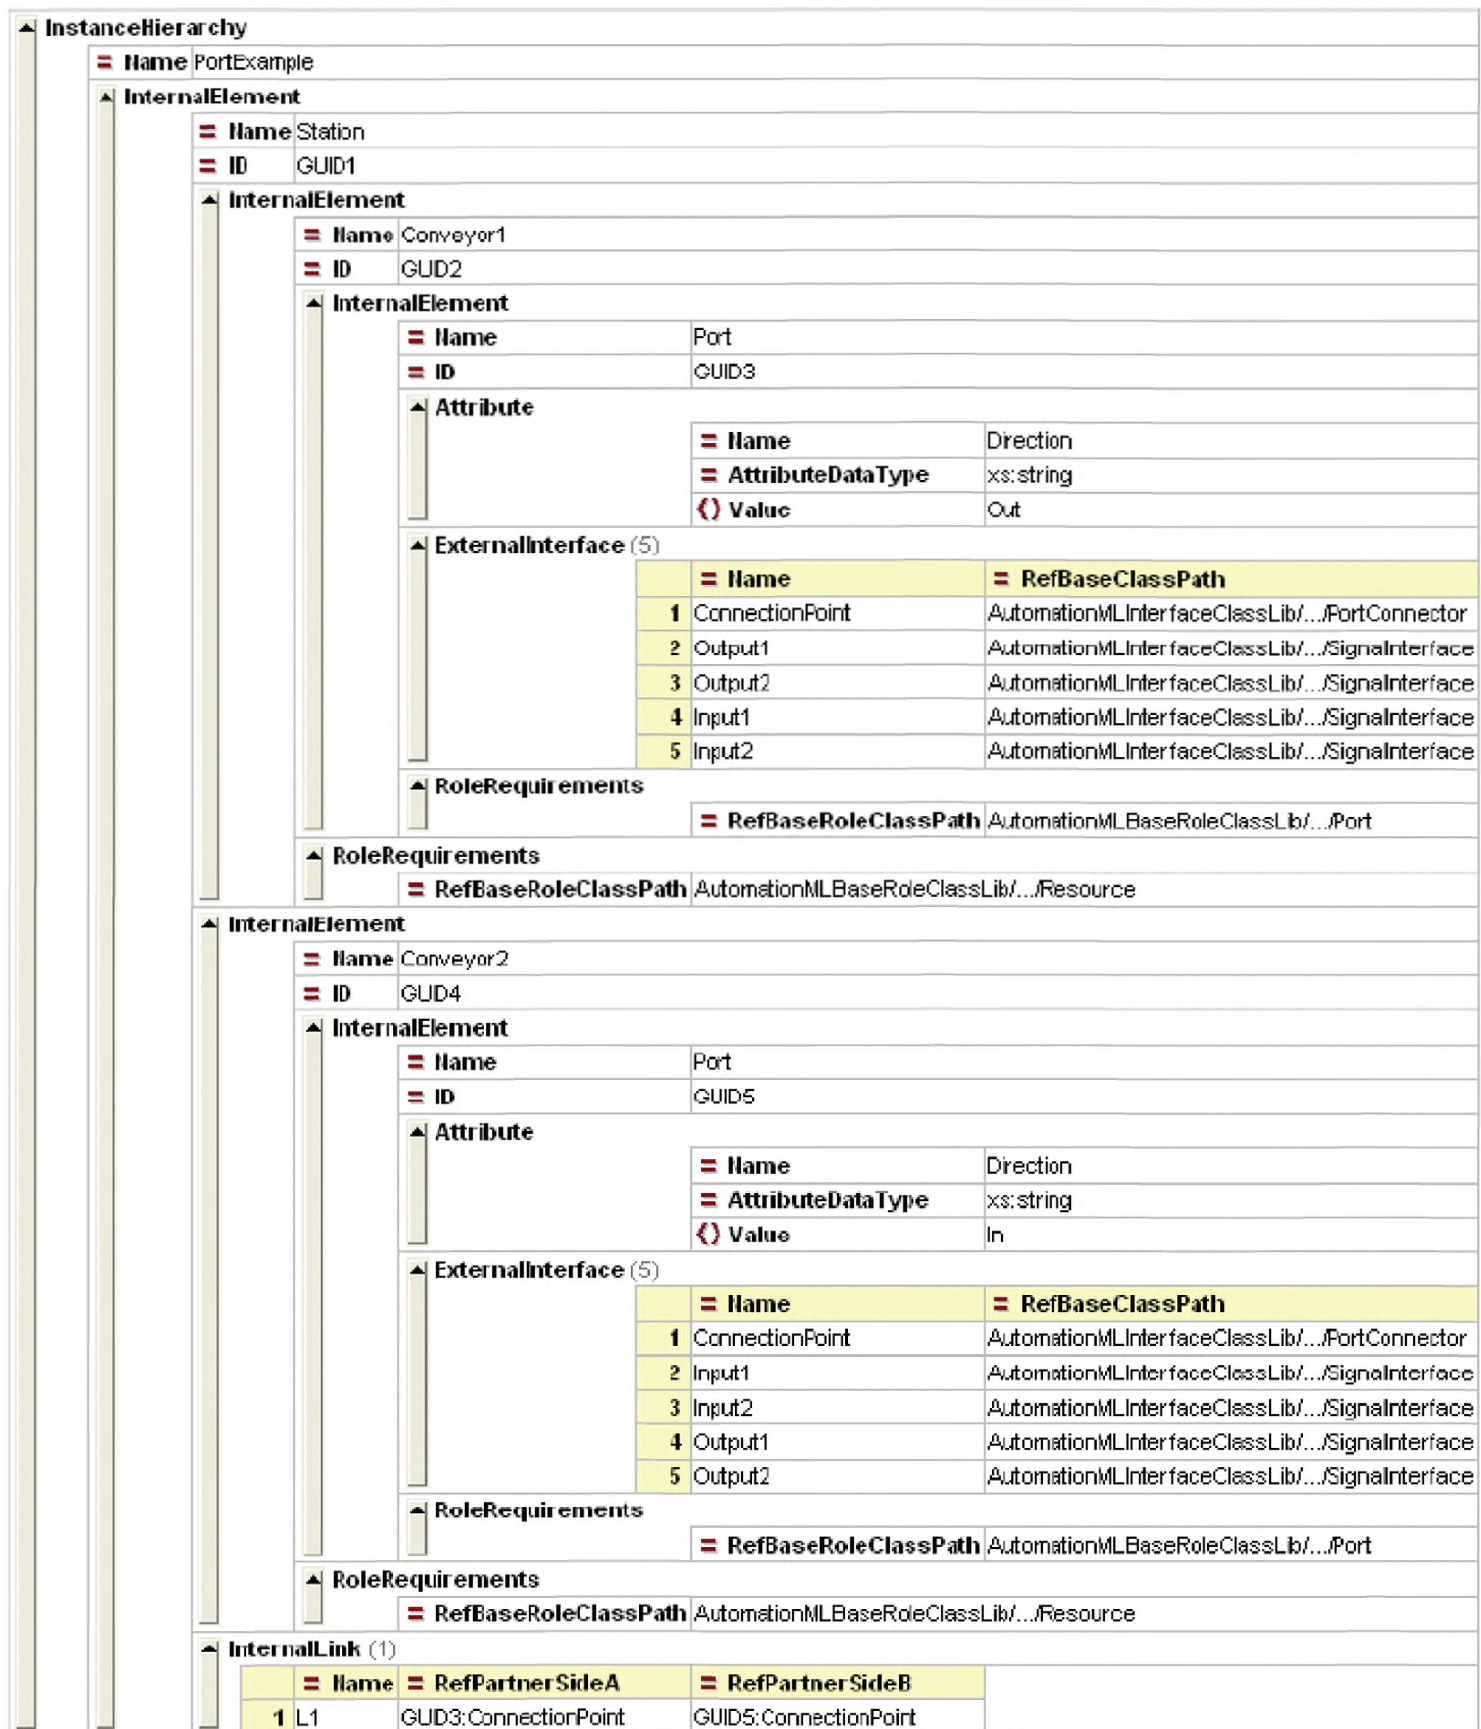 InstanceHierarchy
= Name PortExample
InternalElement
= Name Station
= ID GUID1
InternalElement
= Name Conveyor1
= ID GUID2
InternalElement
= Name Port
= ID GUID3
Attribute
= Name Direction
= AttributeDataType xs:string
{} Value Out
ExternalInterface (5)
= Name = RefBaseClassPath
1 ConnectionPoint AutomationMLInterfaceClassLib/.../PortConnector
2 Output1 AutomationMLInterfaceClassLib/.../SignalInterface
3 Output2 AutomationMLInterfaceClassLib/.../SignalInterface
4 Input1 AutomationMLInterfaceClassLib/.../SignalInterface
5 Input2 AutomationMLInterfaceClassLib/.../SignalInterface
RoleRequirements
= RefBaseRoleClassPath AutomationMLBaseRoleClassLib/.../Port
RoleRequirements
= RefBaseRoleClassPath AutomationMLBaseRoleClassLib/.../Resource
InternalElement
= Name Conveyor2
= ID GUID4
InternalElement
= Name Port
= ID GUID5
Attribute
= Name Direction
= AttributeDataType xs:string
{} Value In
ExternalInterface (5)
= Name = RefBaseClassPath
1 ConnectionPoint AutomationMLInterfaceClassLib/.../PortConnector
2 Input1 AutomationMLInterfaceClassLib/.../SignalInterface
3 Input2 AutomationMLInterfaceClassLib/.../SignalInterface
4 Output1 AutomationMLInterfaceClassLib/.../SignalInterface
5 Output2 AutomationMLInterfaceClassLib/.../SignalInterface
RoleRequirements
= RefBaseRoleClassPath AutomationMLBaseRoleClassLib/.../Port
RoleRequirements
= RefBaseRoleClassPath AutomationMLBaseRoleClassLib/.../Resource
InternalLink (1)
= Name = RefPartnerSideA = RefPartnerSideB
1 L1 GUID3:ConnectionPoint GUID5:ConnectionPoint